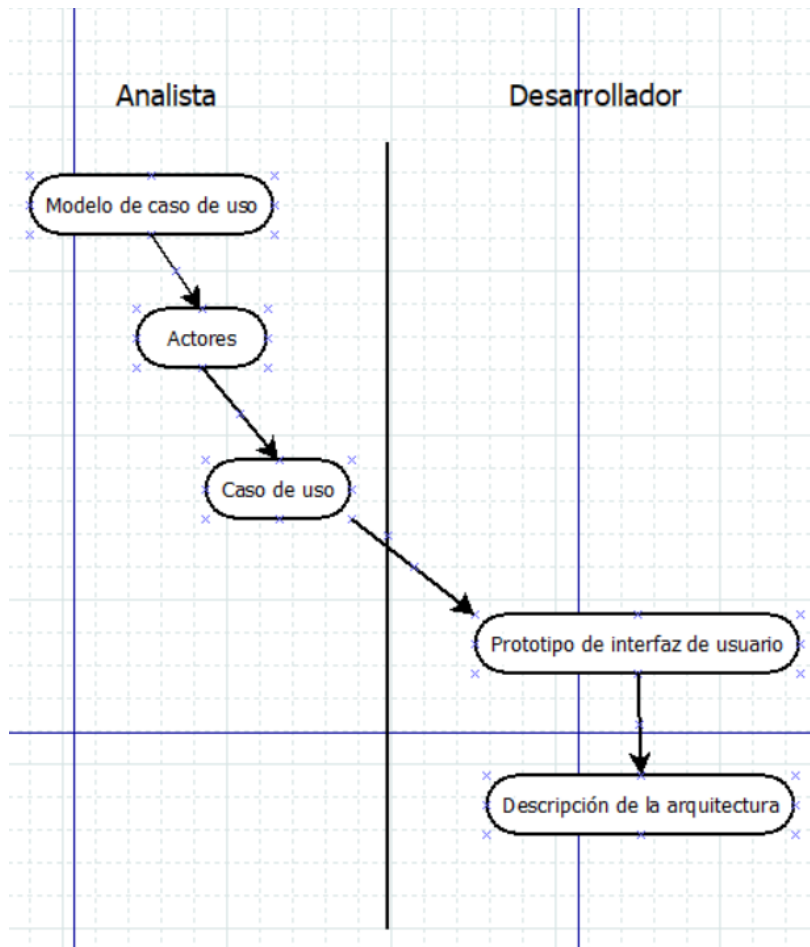 Analista
Desarrollador
Modelo de caso de uso
Actores
Caso de uso
Prototipo de interfaz de usuario
Descripción de la arquitectura